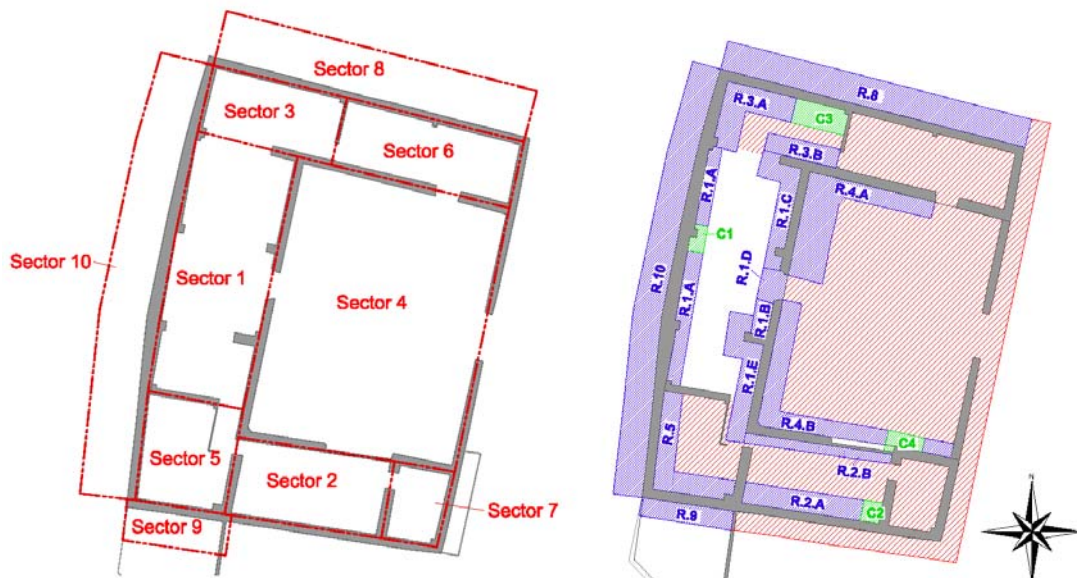 Sector 8
Sector 3
Sector 6
Sector 10
Sector 1
Sector 4
Sector 5
Sector 2
Sector 7
Sector 9
R.8
R.3.A
C3
R.3.B
R.1.A
R.4.A
R.1.C
C1
R.10
R.1.D
R.1.A
R.1.B
R.1.E
R.4.B
C4
R.5
R.2.B
R.2.A
C2
R.9
N